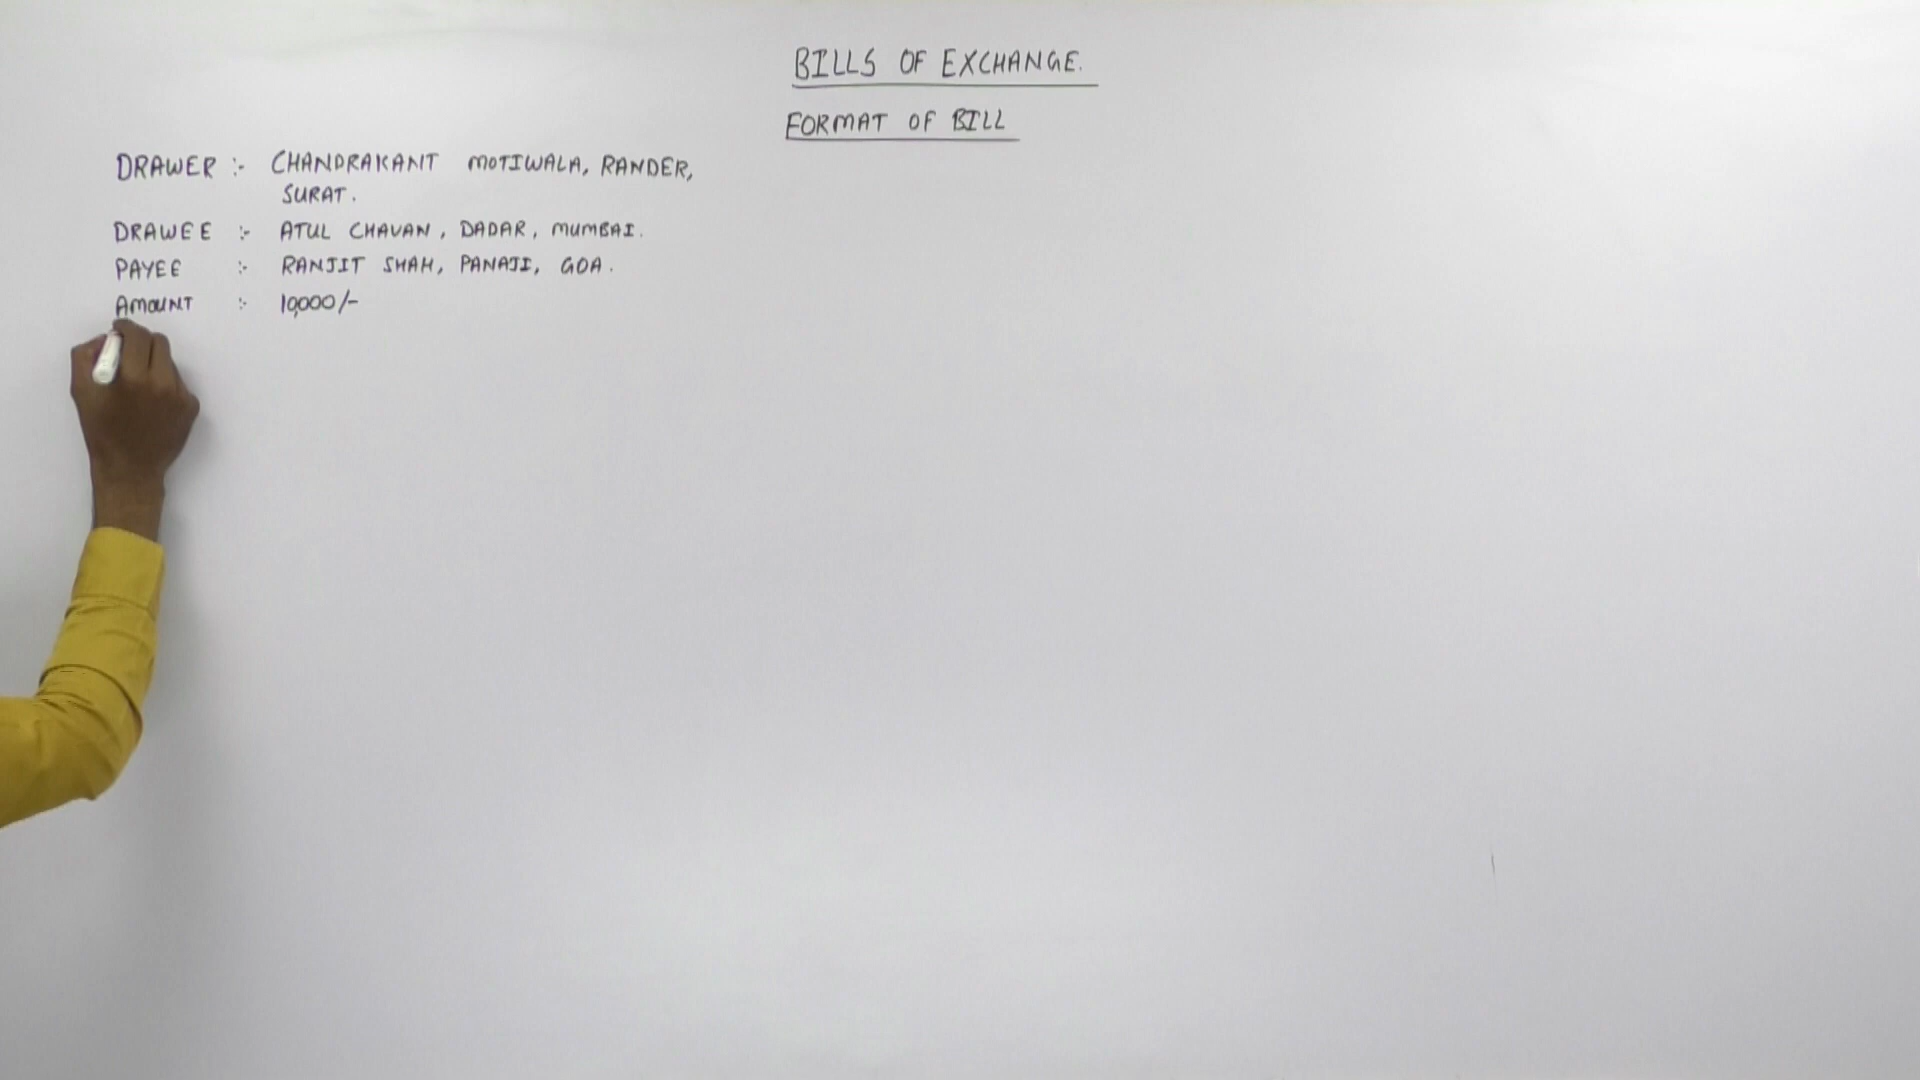 BILLS OF EXCHANGE.
FORMAT OF BILL
DRAWER :- CHANDRAKANT MOTIWALA, RANDER,
SURAT.
DRAWEE :- ATUL CHAVAN, DADAR, MUMBAI.
PAYEE :- RANJIT SHAH, PANAJI, GOA.
AMOUNT :- 10,000/-